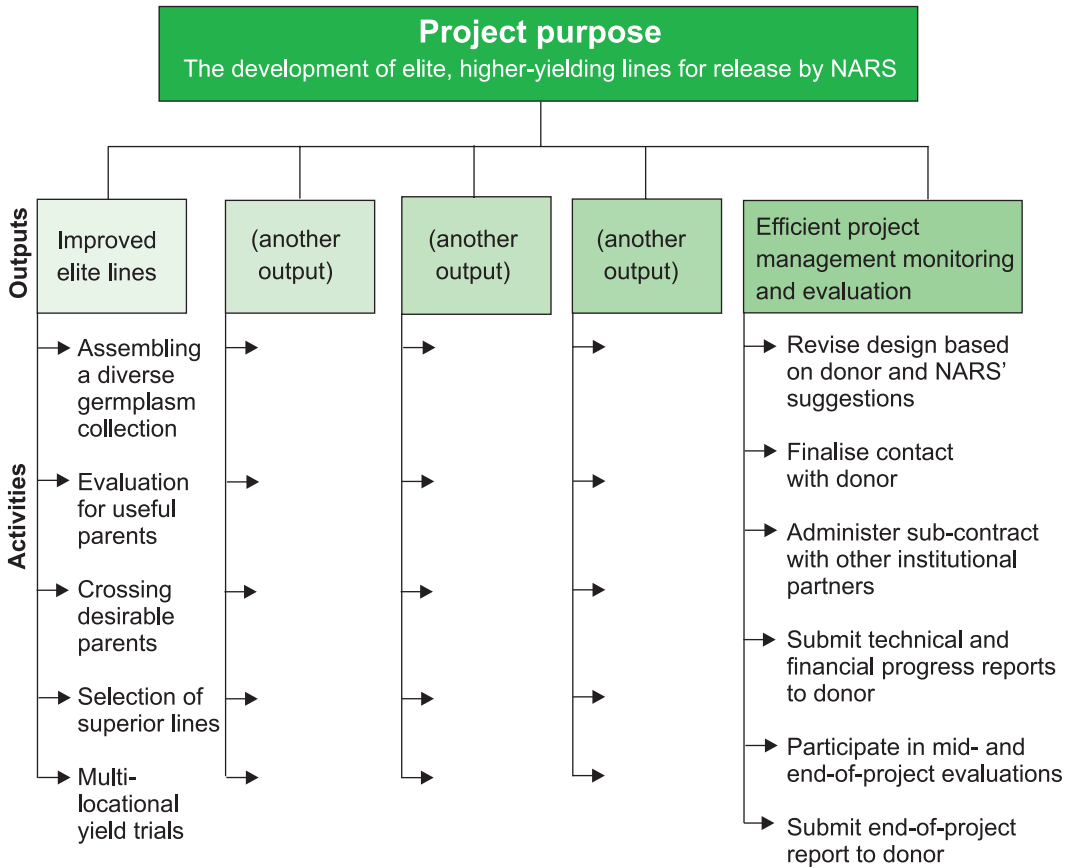 Project purpose
The development of elite, higher-yielding lines for release by NARS
Outputs
Improved
elite lines
(another
output)
(another
output)
(another
output)
Efficient project
management monitoring
and evaluation
Activities
Assembling
a diverse
germplasm
collection
Evaluation
for useful
parents
Crossing
desirable
parents
Selection of
superior lines
Multi-
locational
yield trials
Revise design based
on donor and NARS’
suggestions
Finalise contact
with donor
Administer sub-contract
with other institutional
partners
Submit technical and
financial progress reports
to donor
Participate in mid- and
end-of-project evaluations
Submit end-of-project
report to donor